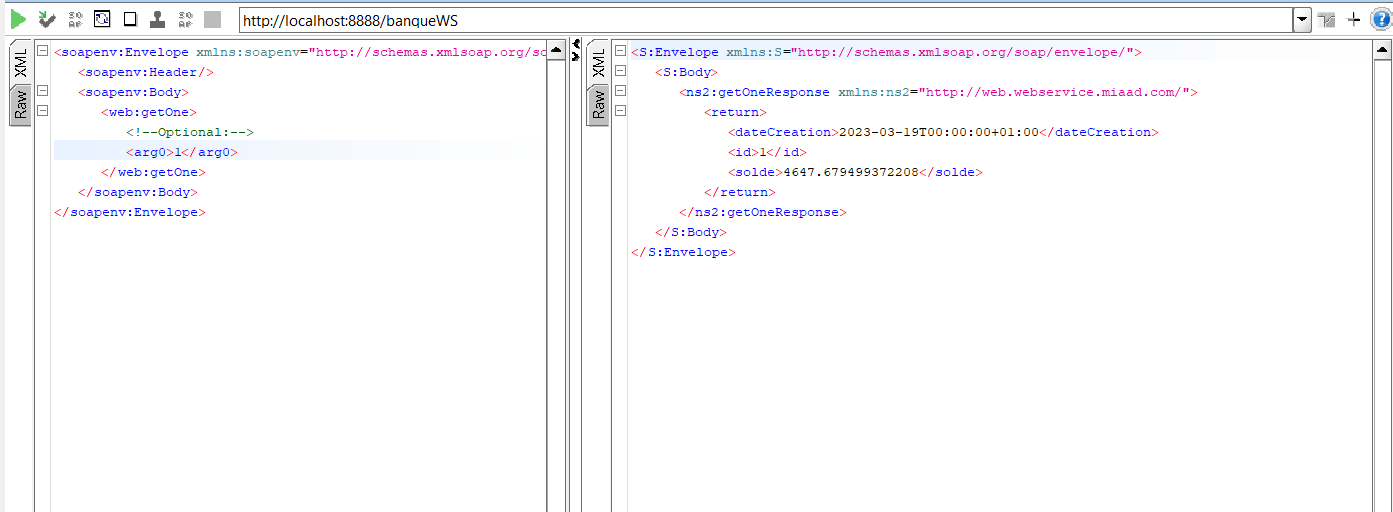 http://localhost:8888/banqueWS
XML
Raw
<soapenv:Envelope xmlns:soapenv="http://schemas.xmlsoap.org/so
<soapenv:Header/>
<soapenv:Body>
<web:getOne>
<!--Optional:-->
<arg0>1</arg0>
</web:getOne>
</soapenv:Body>
</soapenv:Envelope>
XML
Raw
<S:Envelope xmlns:S="http://schemas.xmlsoap.org/soap/envelope/">
<S:Body>
<ns2:getOneResponse xmlns:ns2="http://web.webservice.miaad.com/">
<return>
<dateCreation>2023-03-19T00:00:00+01:00</dateCreation>
<id>1</id>
<solde>4647.679499372208</solde>
</return>
</ns2:getOneResponse>
</S:Body>
</S:Envelope>